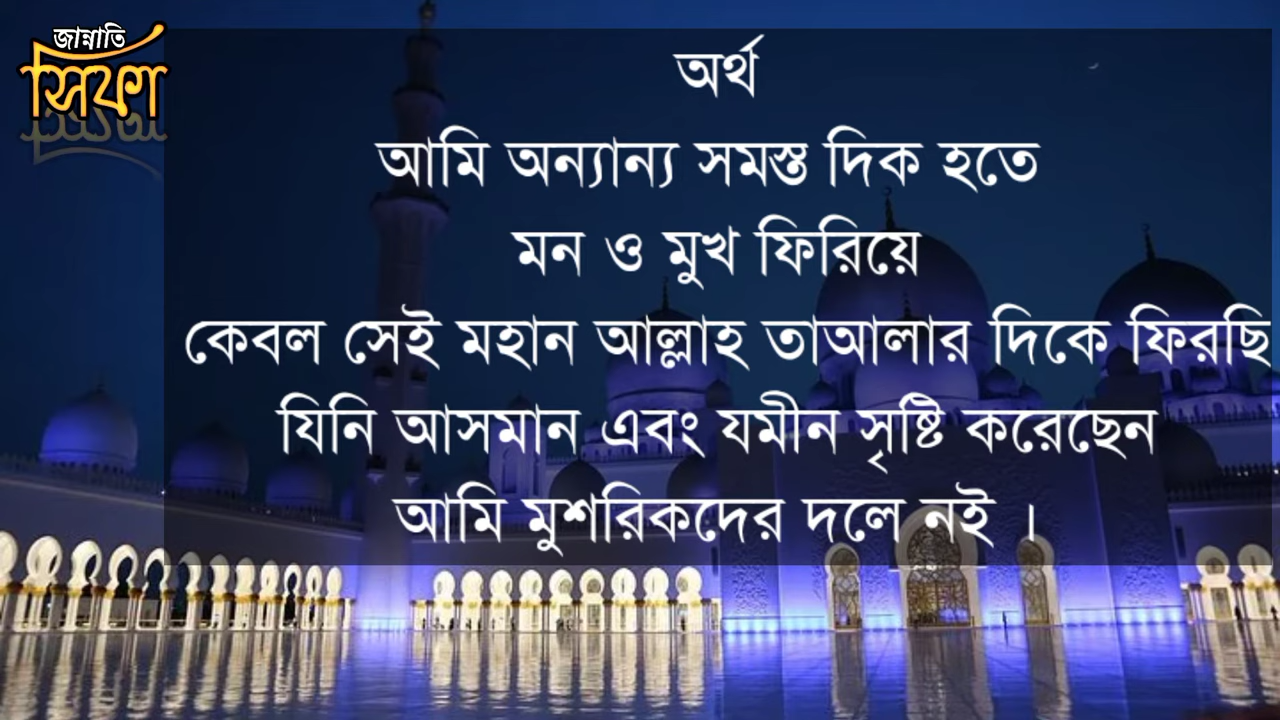 জান্নাতি
সিফা
অর্থ
আমি অন্যান্য সমস্ত দিক হতে
মন ও মুখ ফিরিয়ে
কেবল সেই মহান আল্লাহ তাআলার দিকে ফিরছি
যিনি আসমান এবং যমীন সৃষ্টি করেছেন
আমি মুশরিকদের দলে নই ।